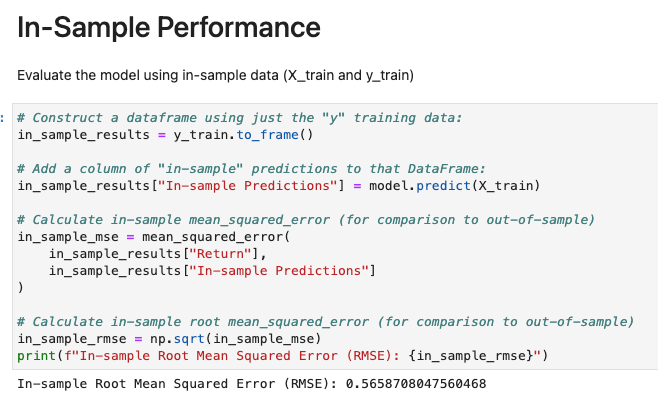 In-Sample Performance
Evaluate the model using in-sample data (X_train and y_train)
:
# Construct a dataframe using just the "y" training data:
in_sample_results = y_train.to_frame()
# Add a column of "in-sample" predictions to that DataFrame:
in_sample_results["In-sample Predictions"] = model.predict(X_train)
# Calculate in-sample mean_squared_error (for comparison to out-of-sample)
in_sample_mse = mean_squared_error(
    in_sample_results["Return"],
    in_sample_results["In-sample Predictions"]
)
# Calculate in-sample root mean_squared_error (for comparison to out-of-sample)
in_sample_rmse = np.sqrt(in_sample_mse)
print(f"In-sample Root Mean Squared Error (RMSE): {in_sample_rmse}")
In-sample Root Mean Squared Error (RMSE): 0.5658708047560468